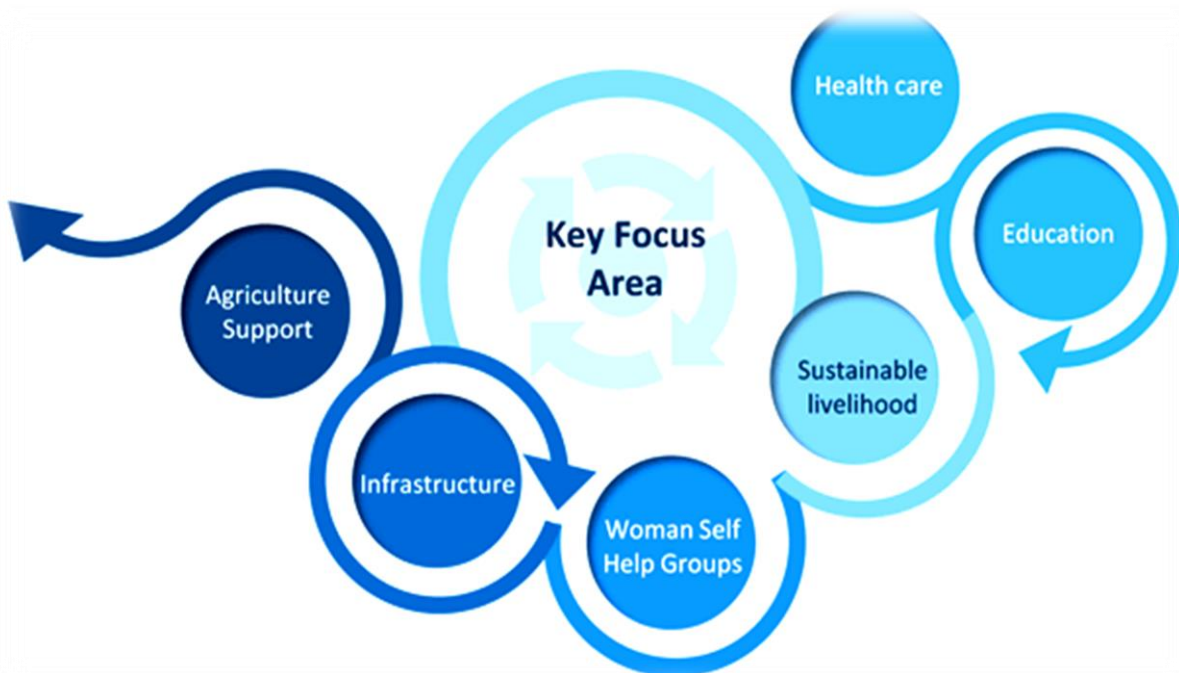 Health care
Education
Key Focus
Area
Agriculture
Support
Sustainable
livelihood
Infrastructure
Woman Self
Help Groups